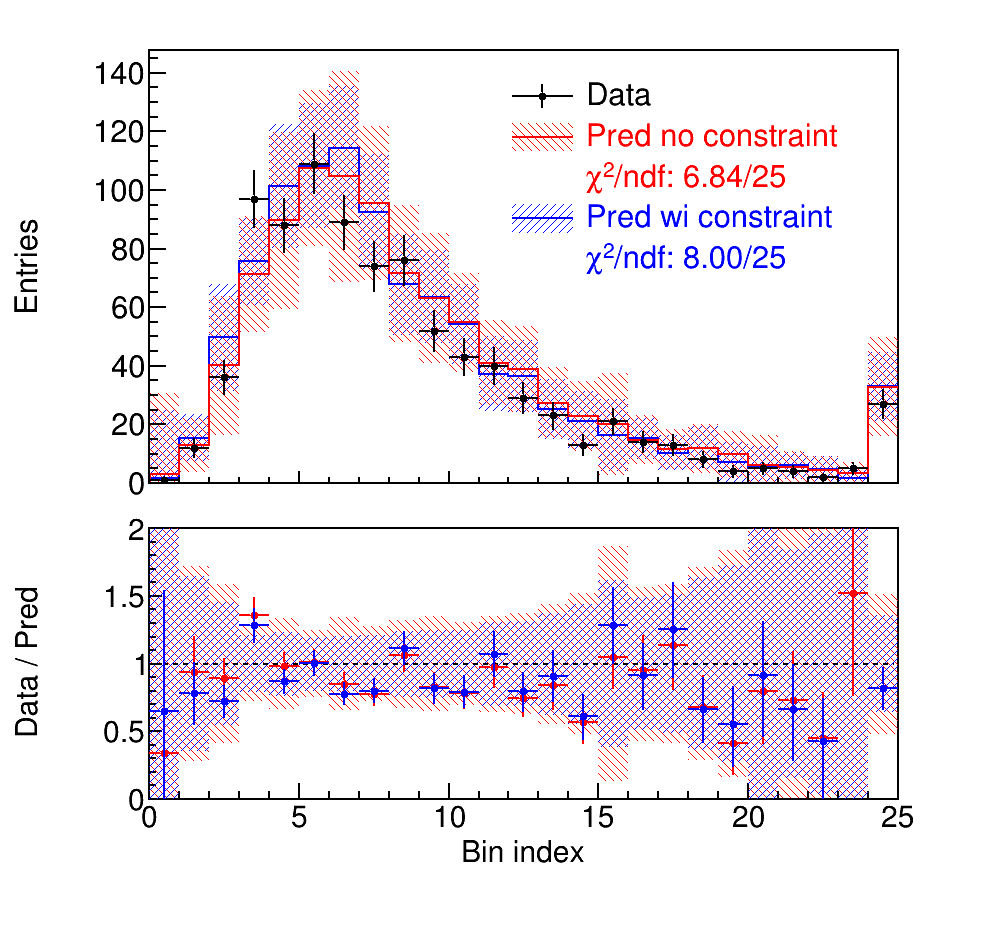 Entries
140
120
100
80
60
40
20
0
Data
Pred no constraint
χ²/ndf: 6.84/25
Pred wi constraint
χ²/ndf: 8.00/25
Data / Pred
2
1.5
1
0.5
0
0 5 10 15 20 25
Bin index